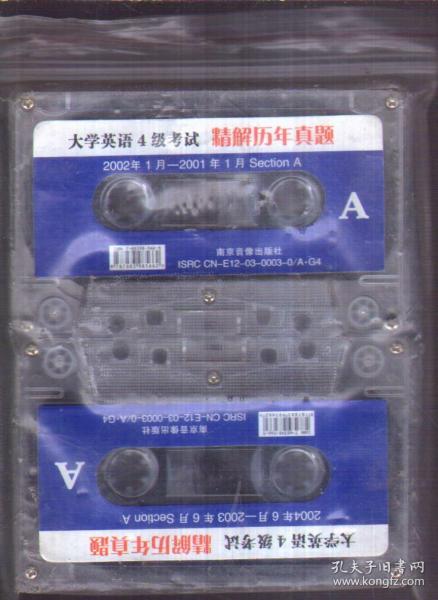 大学英语4级考试 精解历年真题
2002年1月—2001年1月 Section A
A
南京音像出版社
ISRC CN-E12-03-0003-0/A·G4
大学英语4级考试 精解历年真题
2004年6月—2003年6月 Section A
A
南京音像出版社
ISRC CN-E12-03-0003-0/A·G4
孔夫子旧书网
www.kongfz.com